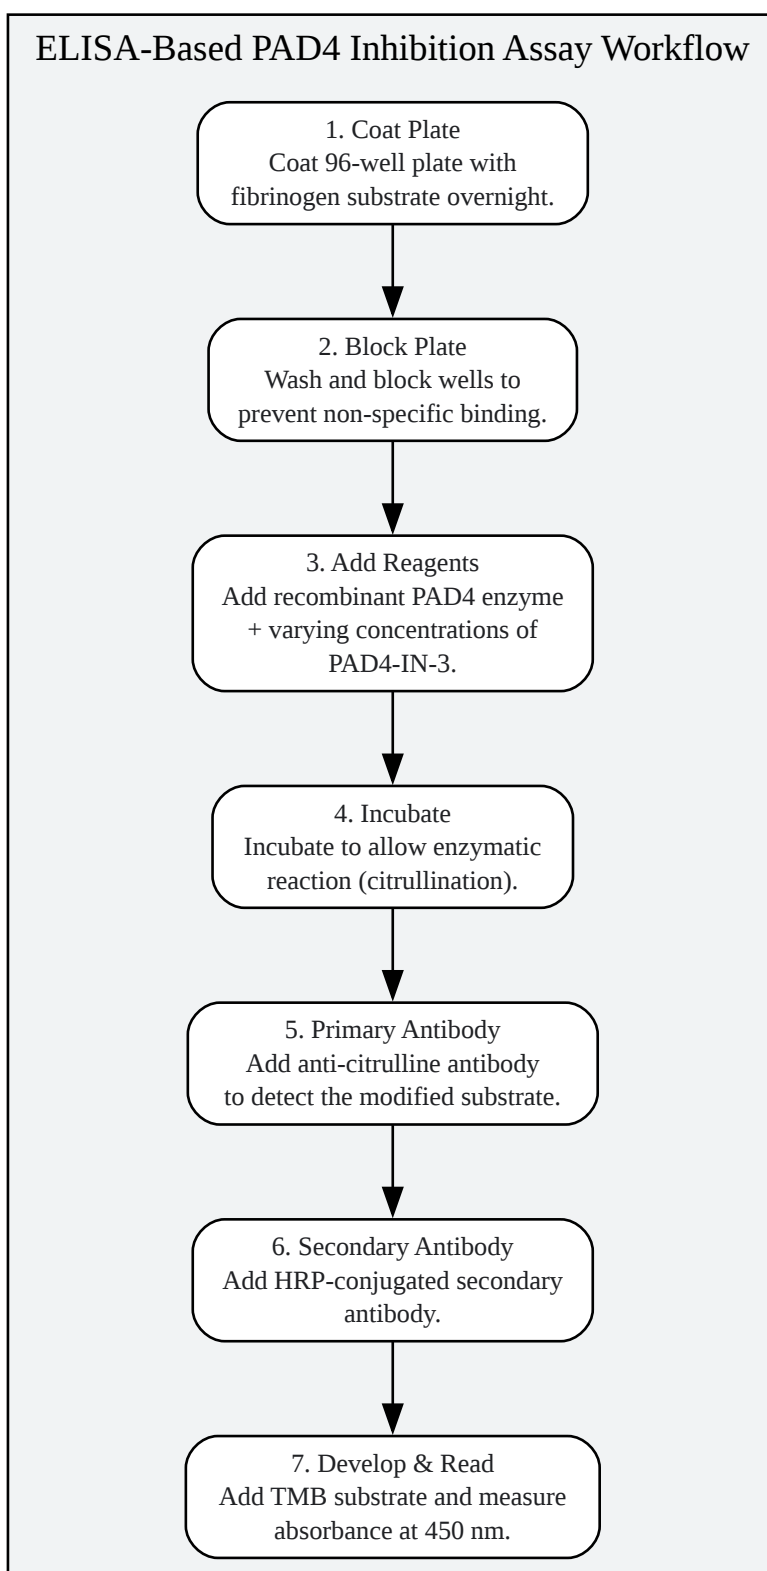 ELISA-Based PAD4 Inhibition Assay Workflow
1. Coat Plate
Coat 96-well plate with
fibrinogen substrate overnight.
2. Block Plate
Wash and block wells to
prevent non-specific binding.
3. Add Reagents
Add recombinant PAD4 enzyme
+ varying concentrations of
PAD4-IN-3.
4. Incubate
Incubate to allow enzymatic
reaction (citrullination).
5. Primary Antibody
Add anti-citrulline antibody
to detect the modified substrate.
6. Secondary Antibody
Add HRP-conjugated secondary
antibody.
7. Develop & Read
Add TMB substrate and measure
absorbance at 450 nm.